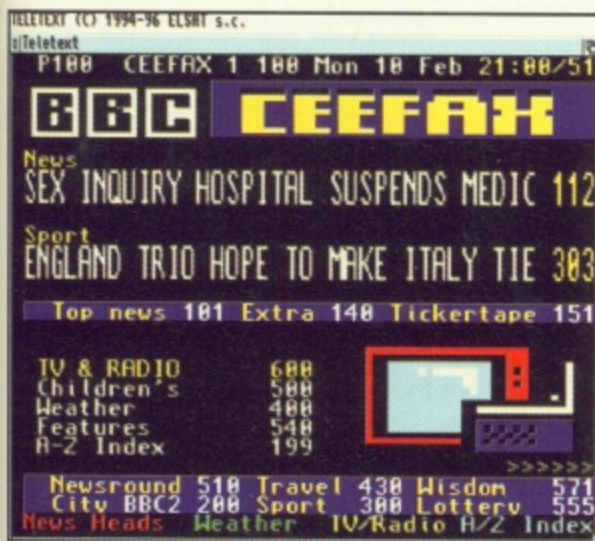 TELETEXT (C) 1994-96 ELSAT s.c.
Teletext
P100 CEEFAX 1 100 Mon 10 Feb 21:00/51
BBC CEEFAX
News
SEX INQUIRY HOSPITAL SUSPENDS MEDIC 112
Sport
ENGLAND TRIO HOPE TO MAKE ITALY TIE 303
Top news 101 Extra 140 Tickertape 151
TV & RADIO 600
Children's 500
Weather 400
Features 540
A-Z Index 199
>>>>>>
Newsround 510 Travel 430 Wisdom 571
City BBC2 200 Sport 300 Lottery 555
News Heads Weather TV/Radio A/Z Index